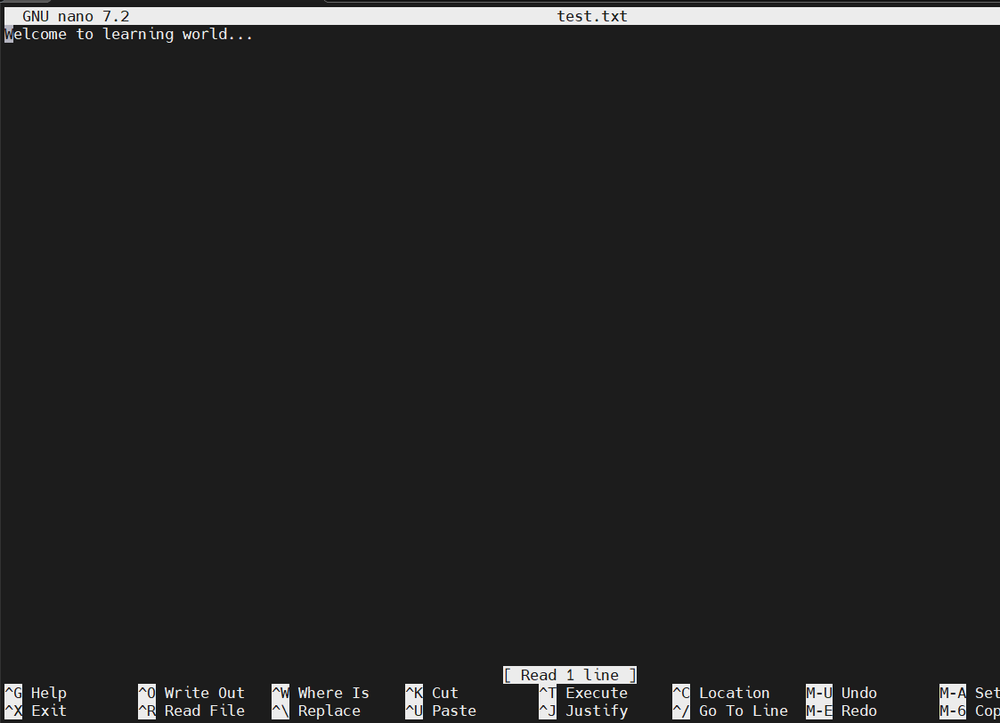 GNU nano 7.2 test.txt
Welcome to learning world...
[ Read 1 line ]
^G Help ^O Write Out ^W Where Is ^K Cut ^T Execute ^C Location M-U Undo M-A Set
^X Exit ^R Read File ^\ Replace ^U Paste ^J Justify ^/ Go To Line M-E Redo M-6 Cop